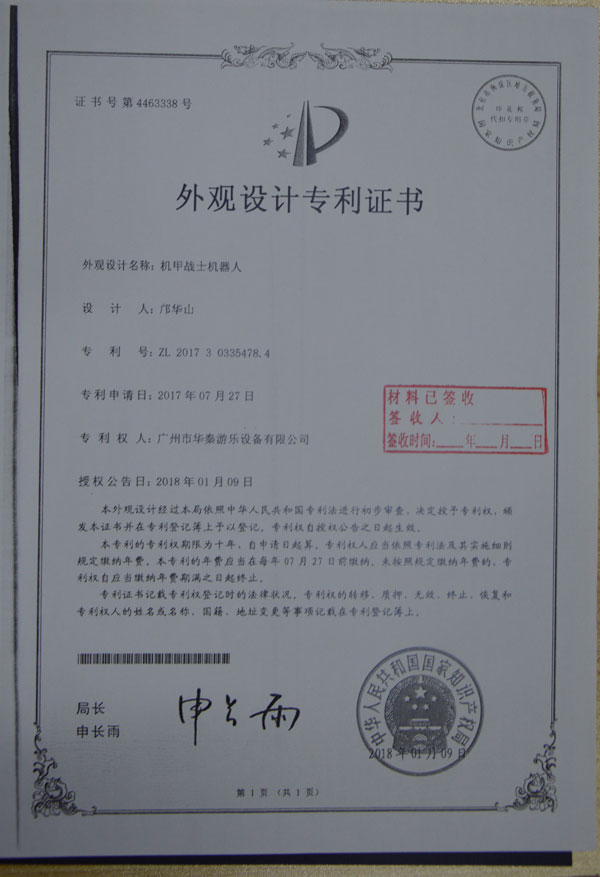 证书号第4463338号
外观设计专利证书
外观设计名称：机甲战士机器人
设 计 人：邝华山
专 利 号：ZL 2017 3 0335478.4
专利申请日：2017年07月27日
专 利 权 人：广州市华秦游乐设备有限公司
授权公告日：2018年01月09日
材料已签收
签收人：
签收时间：____年___月___日
本外观设计经过本局依照中华人民共和国专利法进行初步审查，决定授予专利权，颁
发本证书并在专利登记簿上予以登记。专利权自授权公告之日起生效。
本专利的专利权期限为十年，自申请日起算。专利权人应当依照专利法及其实施细则
规定缴纳年费。本专利的年费应当在每年07月27日前缴纳。未按照规定缴纳年费的，专
利权自应当缴纳年费期满之日起终止。
专利证书记载专利权登记时的法律状况。专利权的转移、质押、无效、终止、恢复和
专利权人的姓名或名称、国籍、地址变更等事项记载在专利登记簿上。
局长
申长雨
申长雨
中华人民共和国国家知识产权局
2018年01月09日
第1页（共1页）